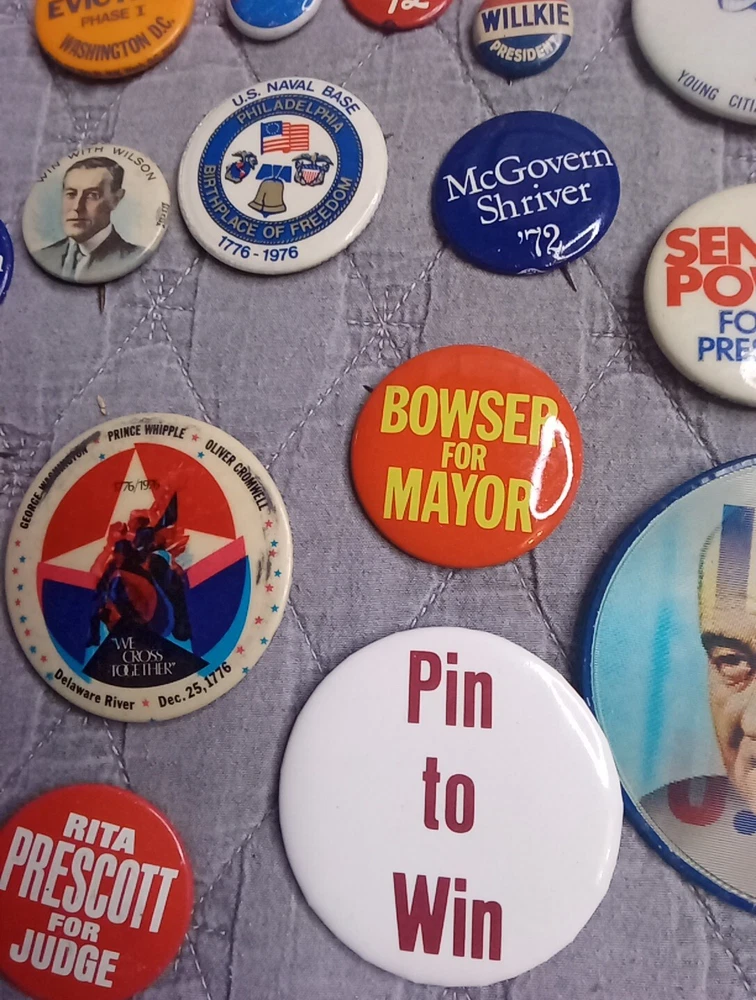 PHASE I
WASHINGTON D.C.
72
WILLKIE
PRESIDENT
YOUNG
WIN WITH WILSON
U.S. NAVAL BASE
PHILADELPHIA
BIRTHPLACE OF FREEDOM
1776 - 1976
McGovern
Shriver
'72
SEN
PO
FO
PRES
GEORGE WASHINGTON ★ PRINCE WHIPPLE ★ OLIVER CROMWELL
1776/1976
"WE
CROSS
TOGETHER"
Delaware River ★ Dec. 25, 1776
BOWSER
FOR
MAYOR
Pin
to
Win
RITA
PRESCOTT
FOR
JUDGE